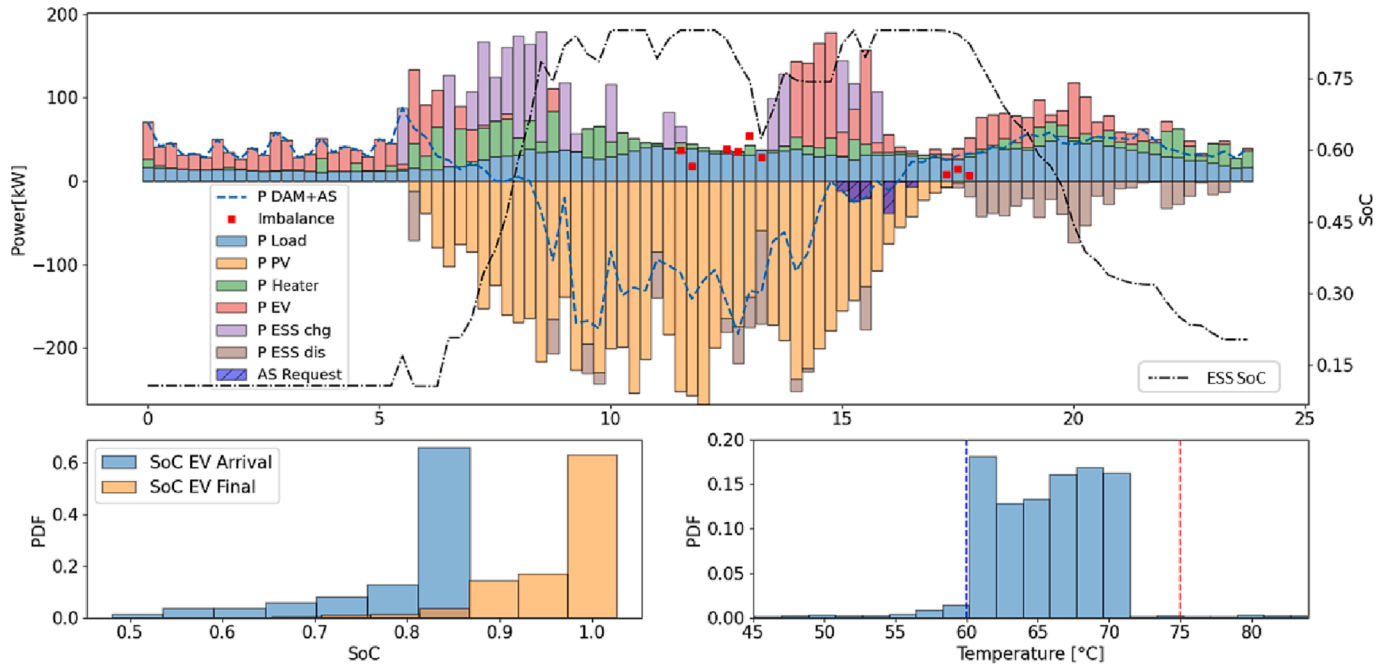 200
100
0
−100
−200
Power[kW]
0.75
0.60
0.45
0.30
0.15
SoC
P DAM+AS
Imbalance
P Load
P PV
P Heater
P EV
P ESS chg
P ESS dis
AS Request
ESS SoC
0 5 10 15 20 25
0.6
0.4
0.2
0.0
PDF
SoC EV Arrival
SoC EV Final
0.5 0.6 0.7 0.8 0.9 1.0
SoC
0.20
0.15
0.10
0.05
0.00
PDF
45 50 55 60 65 70 75 80
Temperature [°C]